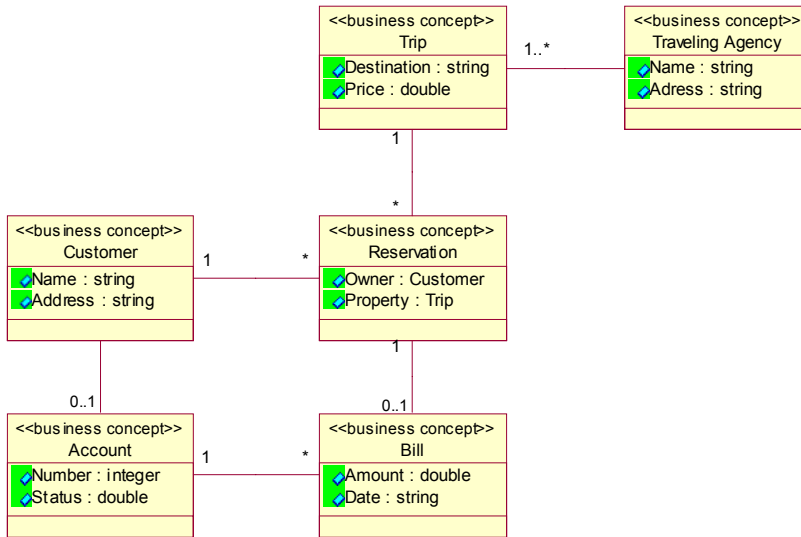 <<business concept>>
Trip
Destination : string
Price : double
1..*
<<business concept>>
Traveling Agency
Name : string
Adress : string
1
*
<<business concept>>
Customer
Name : string
Address : string
1
*
<<business concept>>
Reservation
Owner : Customer
Property : Trip
0..1
1
0..1
<<business concept>>
Account
Number : integer
Status : double
1
*
<<business concept>>
Bill
Amount : double
Date : string